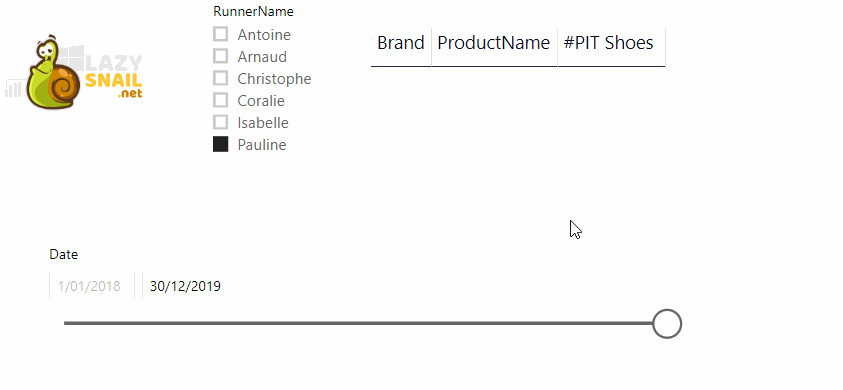 LAZY
SNAIL
.net
RunnerName
Antoine
Arnaud
Christophe
Coralie
Isabelle
Pauline
Brand ProductName #PIT Shoes
Date
1/01/2018 30/12/2019